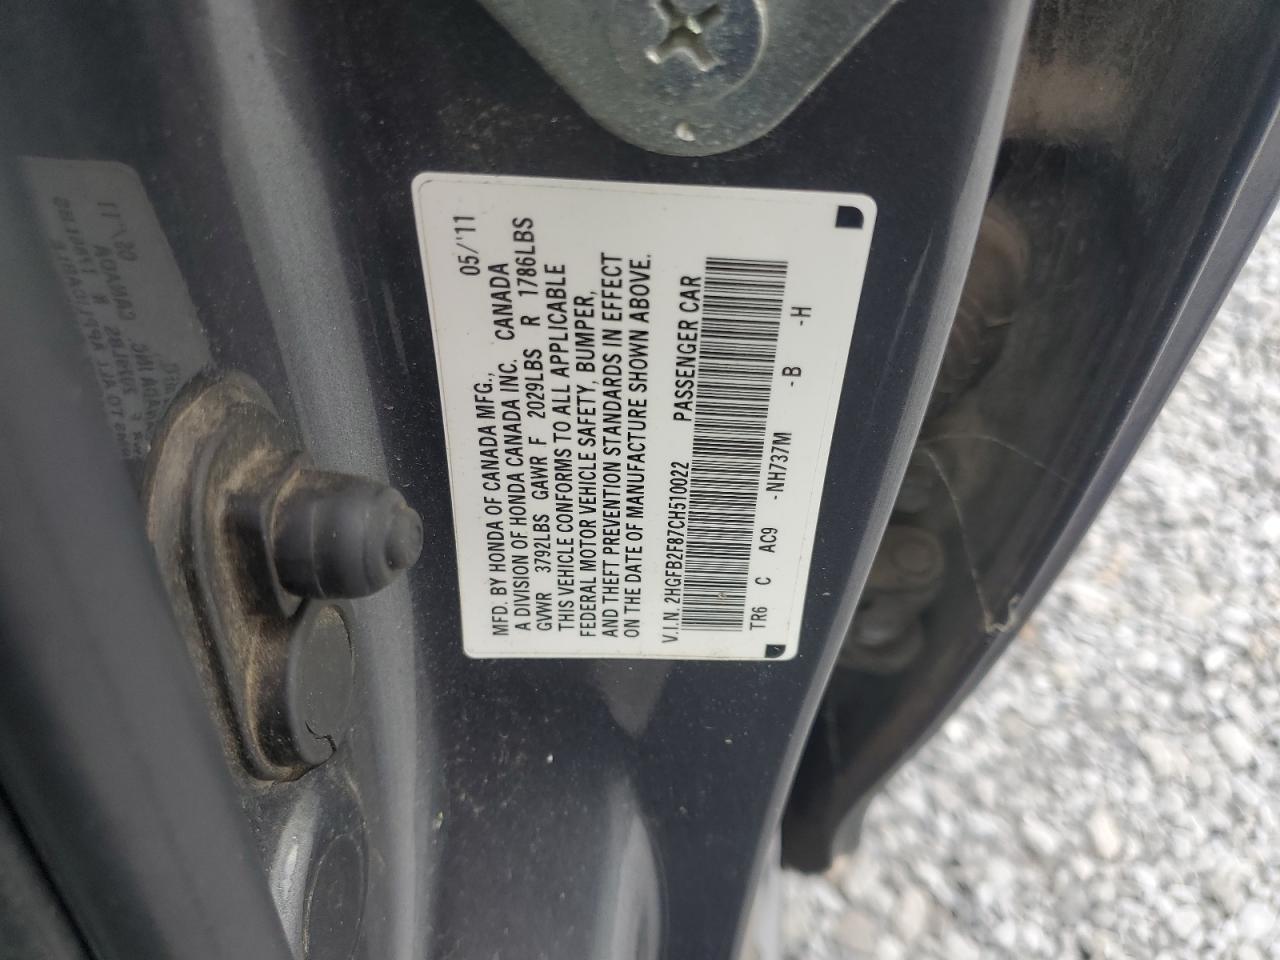 MFD. BY HONDA OF CANADA MFG., 05/'11
A DIVISION OF HONDA CANADA INC. CANADA
GVWR 3792LBS GAWR F 2029LBS R 1786LBS
THIS VEHICLE CONFORMS TO ALL APPLICABLE
FEDERAL MOTOR VEHICLE SAFETY, BUMPER,
AND THEFT PREVENTION STANDARDS IN EFFECT
ON THE DATE OF MANUFACTURE SHOWN ABOVE.
V.I.N. 2HGFB2F87CH510022 PASSENGER CAR
TR6 C AC9 -NH737M -B -H